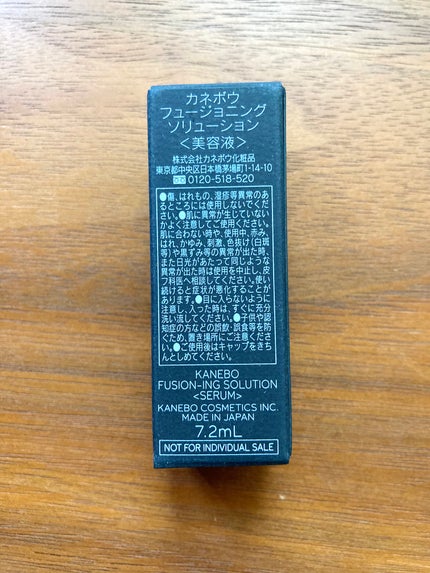 カネボウ
フュージョニング
ソリューション
<美容液>
株式会社カネボウ化粧品
東京都中央区日本橋茅場町1-14-10
0120-518-520
●傷、はれもの、湿疹等異常のあ
るところには使用しないでくだ
さい。●肌に異常が生じていない
かよく注意してご使用ください。
肌に合わない時や、使用中、赤み、
はれ、かゆみ、刺激、色抜け(白斑
等)や黒ずみ等の異常が出た時、
また日光があたって同じような
異常が出た時は使用を中止し、皮
フ科医へ相談してください。使い
続けると症状が悪化することが
あります。●目に入らないように
注意し、入った時は、すぐに充分
洗い流してください。●子供や認
知症の方などの誤飲・誤食等を防
ぐため、置き場所にご注意くださ
い。●ご使用後はキャップをきち
んとしめてください。
KANEBO
FUSION-ING SOLUTION
<SERUM>
KANEBO COSMETICS INC.
MADE IN JAPAN
7.2mL
NOT FOR INDIVIDUAL SALE